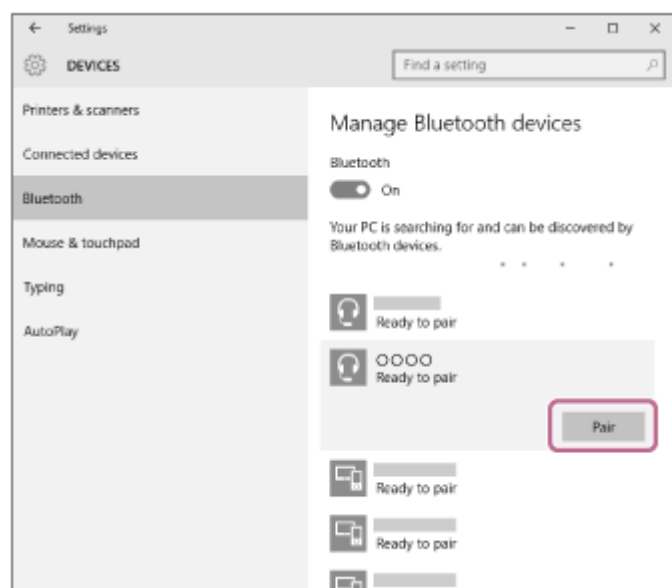 Settings
DEVICES
Find a setting
Printers & scanners
Connected devices
Bluetooth
Mouse & touchpad
Typing
AutoPlay
Manage Bluetooth devices
Bluetooth
On
Your PC is searching for and can be discovered by
Bluetooth devices.
Ready to pair
OOOO
Ready to pair
Pair
Ready to pair
Ready to pair